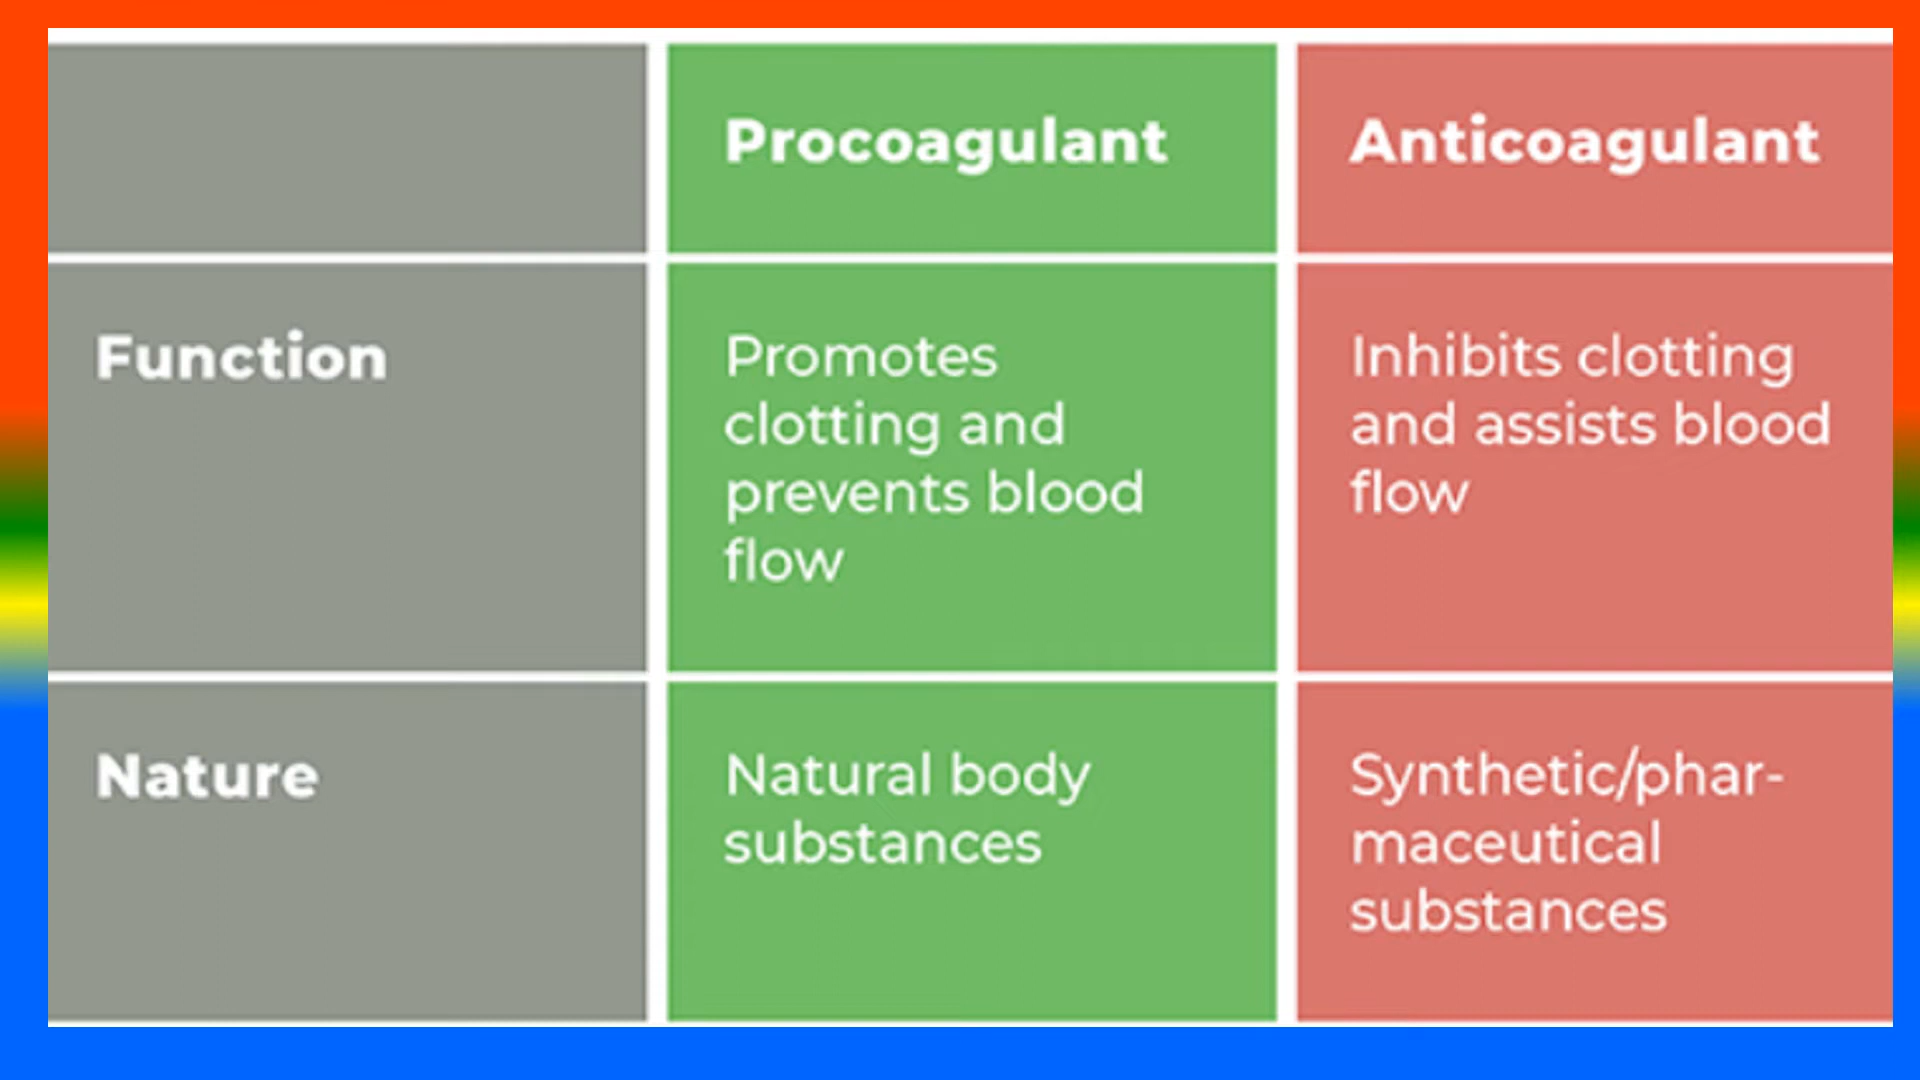 Procoagulant
Anticoagulant
Function
Promotes
clotting and
prevents blood
flow
Inhibits clotting
and assists blood
flow
Nature
Natural body
substances
Synthetic/phar-
maceutical
substances